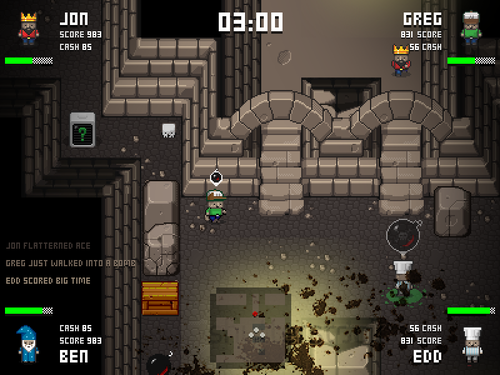 JON
SCORE 983
CASH 85
03:00
GREG
831 SCORE
56 CASH
?
JON FLATTERNED ACE
GREG JUST WALKED INTO A BOMB
EDD SCORED BIG TIME
CASH 85
SCORE 983
BEN
56 CASH
831 SCORE
EDD